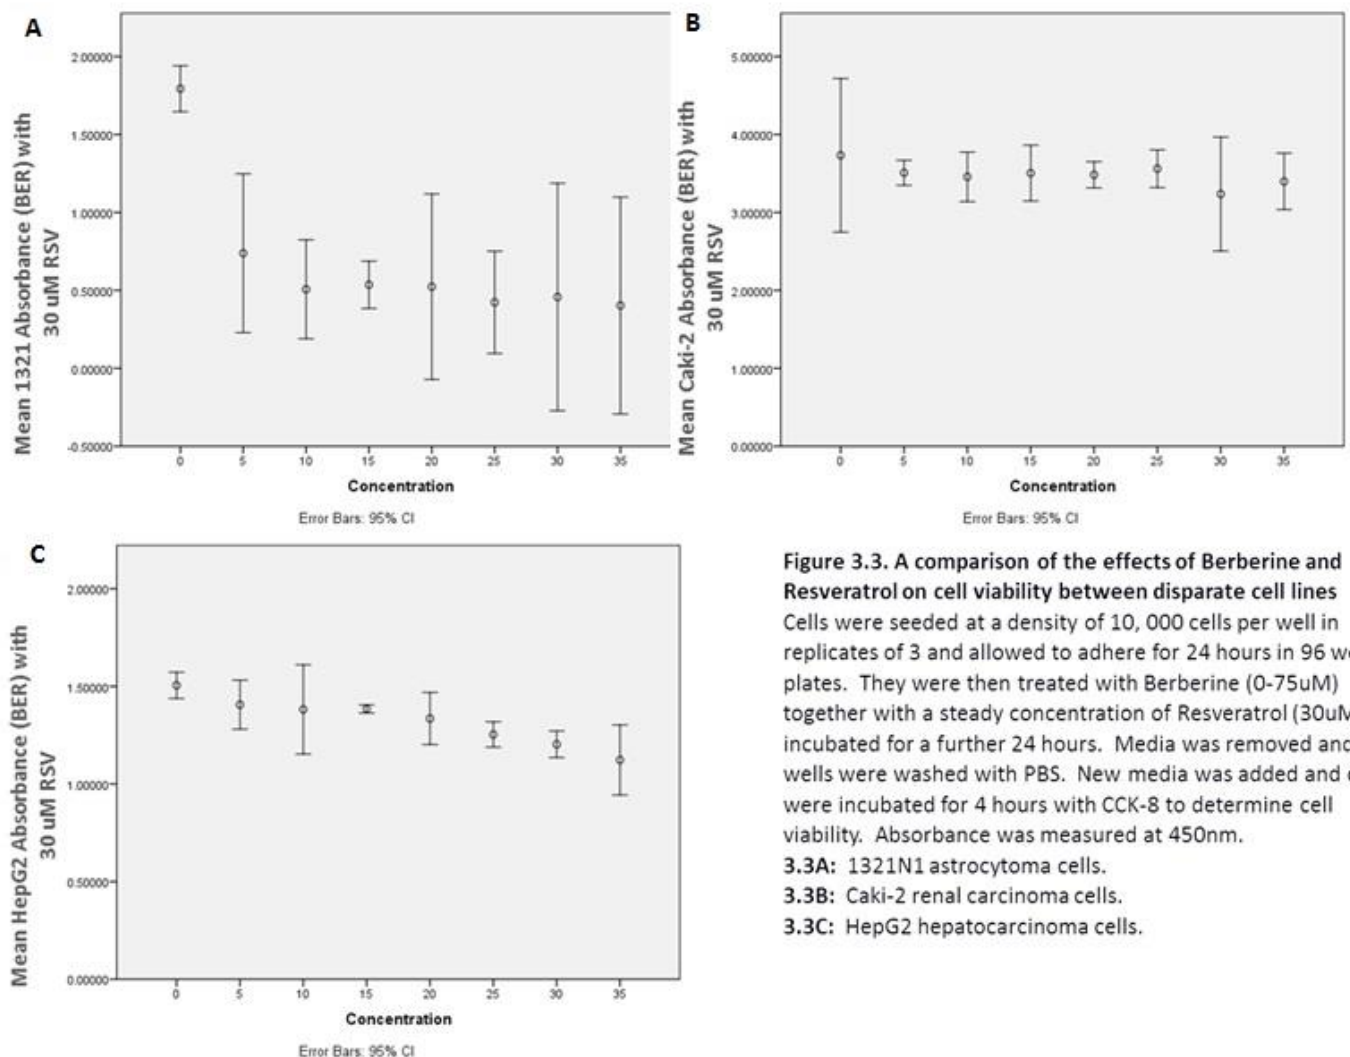 A
Mean 1321 Absorbance (BER) with
30 uM RSV
2.00000
1.50000
1.00000
0.50000
0.00000
-0.50000
0 5 10 15 20 25 30 35
Concentration
Error Bars: 95% CI
B
Mean Caki-2 Absorbance (BER) with
30 uM RSV
5.00000
4.00000
3.00000
2.00000
1.00000
0.00000
0 5 10 15 20 25 30 35
Concentration
Error Bars: 95% CI
C
Mean HepG2 Absorbance (BER) with
30 uM RSV
2.00000
1.50000
1.00000
0.50000
0.00000
0 5 10 15 20 25 30 35
Concentration
Error Bars: 95% CI
Figure 3.3. A comparison of the effects of Berberine and
Resveratrol on cell viability between disparate cell lines
Cells were seeded at a density of 10, 000 cells per well in
replicates of 3 and allowed to adhere for 24 hours in 96 we
plates. They were then treated with Berberine (0-75uM)
together with a steady concentration of Resveratrol (30uM
incubated for a further 24 hours. Media was removed and
wells were washed with PBS. New media was added and
were incubated for 4 hours with CCK-8 to determine cell
viability. Absorbance was measured at 450nm.
3.3A: 1321N1 astrocytoma cells.
3.3B: Caki-2 renal carcinoma cells.
3.3C: HepG2 hepatocarcinoma cells.